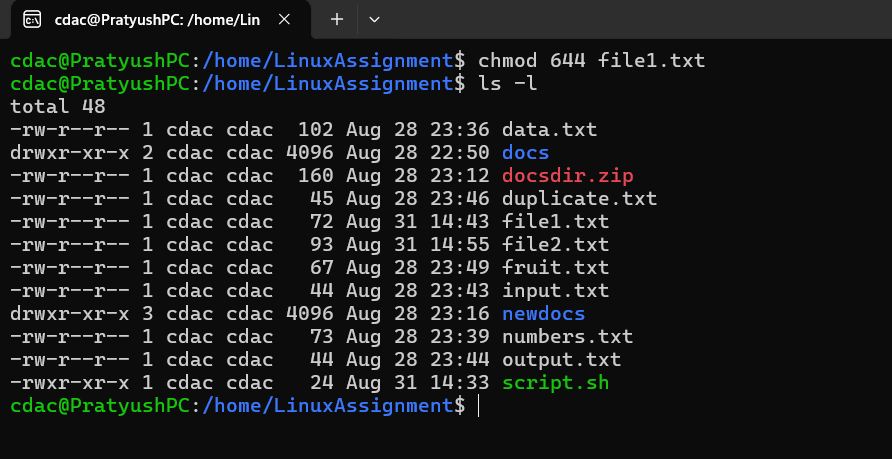 cdac@PratyushPC: /home/Lin
cdac@PratyushPC:/home/LinuxAssignment$ chmod 644 file1.txt
cdac@PratyushPC:/home/LinuxAssignment$ ls -l
total 48
-rw-r--r-- 1 cdac cdac  102 Aug 28 23:36 data.txt
drwxr-xr-x 2 cdac cdac 4096 Aug 28 22:50 docs
-rw-r--r-- 1 cdac cdac  160 Aug 28 23:12 docsdir.zip
-rw-r--r-- 1 cdac cdac   45 Aug 28 23:46 duplicate.txt
-rw-r--r-- 1 cdac cdac   72 Aug 31 14:43 file1.txt
-rw-r--r-- 1 cdac cdac   93 Aug 31 14:55 file2.txt
-rw-r--r-- 1 cdac cdac   67 Aug 28 23:49 fruit.txt
-rw-r--r-- 1 cdac cdac   44 Aug 28 23:43 input.txt
drwxr-xr-x 3 cdac cdac 4096 Aug 28 23:16 newdocs
-rw-r--r-- 1 cdac cdac   73 Aug 28 23:39 numbers.txt
-rw-r--r-- 1 cdac cdac   44 Aug 28 23:44 output.txt
-rwxr-xr-x 1 cdac cdac   24 Aug 31 14:33 script.sh
cdac@PratyushPC:/home/LinuxAssignment$